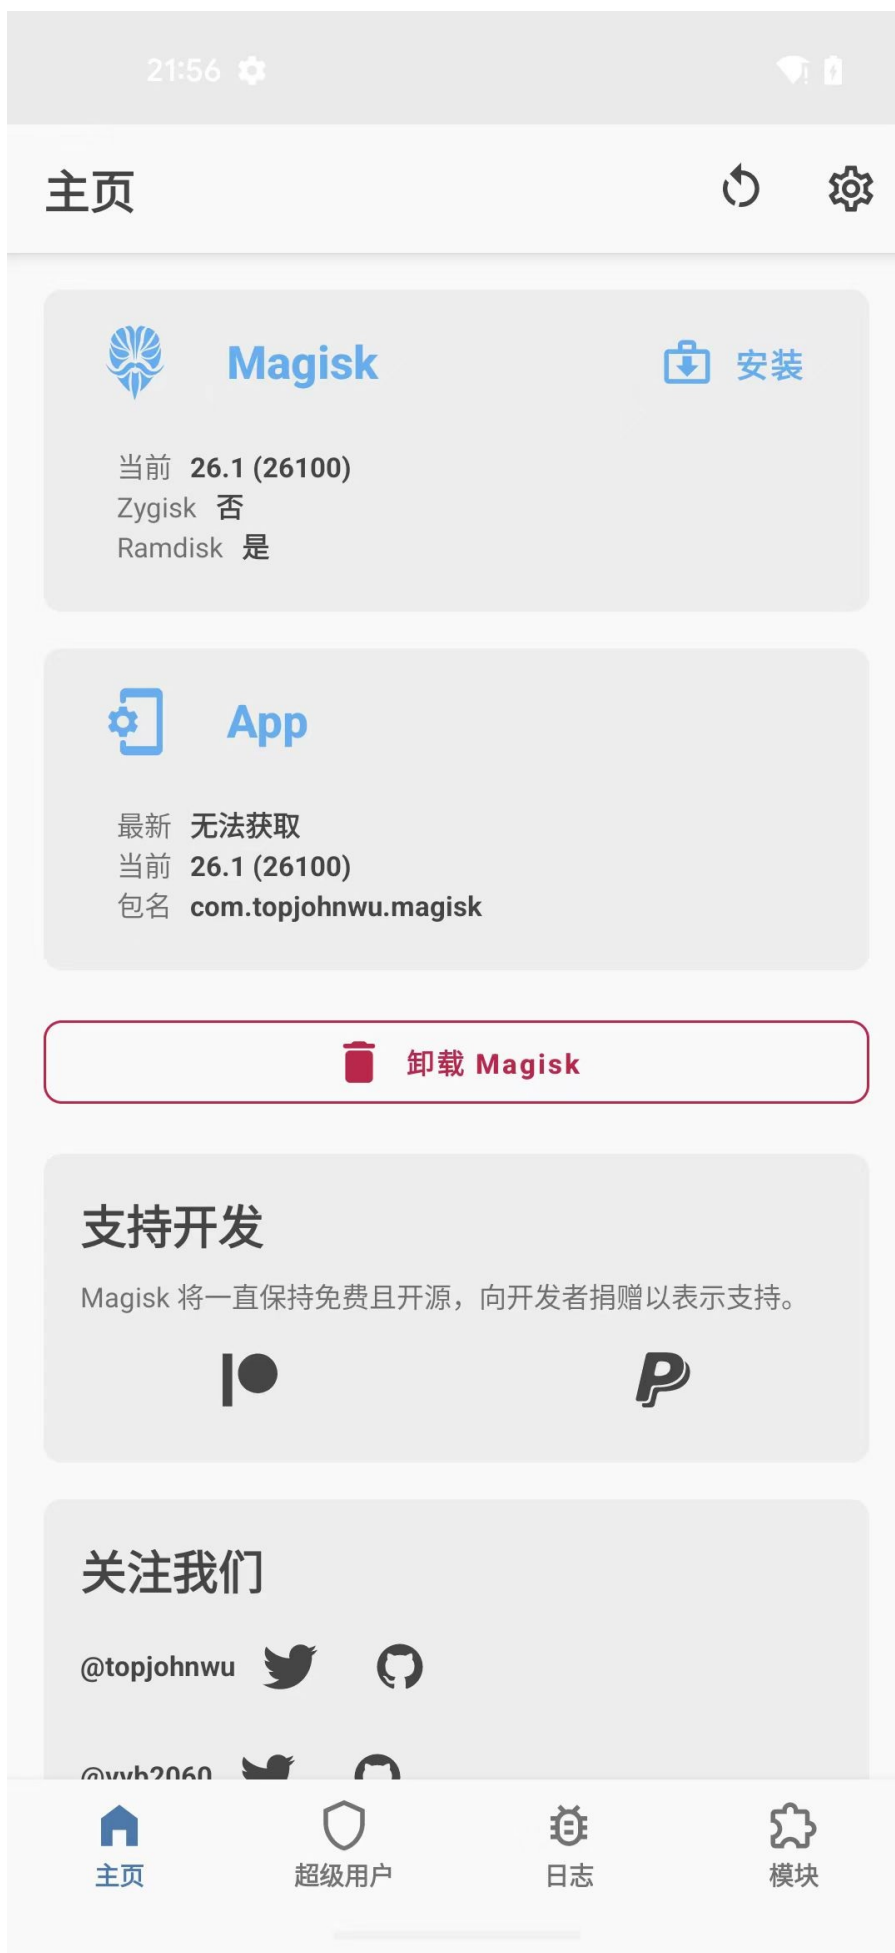 21:56
主页
Magisk
安装
当前 26.1 (26100)
Zygisk 否
Ramdisk 是
App
最新 无法获取
当前 26.1 (26100)
包名 com.topjohnwu.magisk
卸载 Magisk
支持开发
Magisk 将一直保持免费且开源，向开发者捐赠以表示支持。
关注我们
@topjohnwu
@vvb2060
主页
超级用户
日志
模块